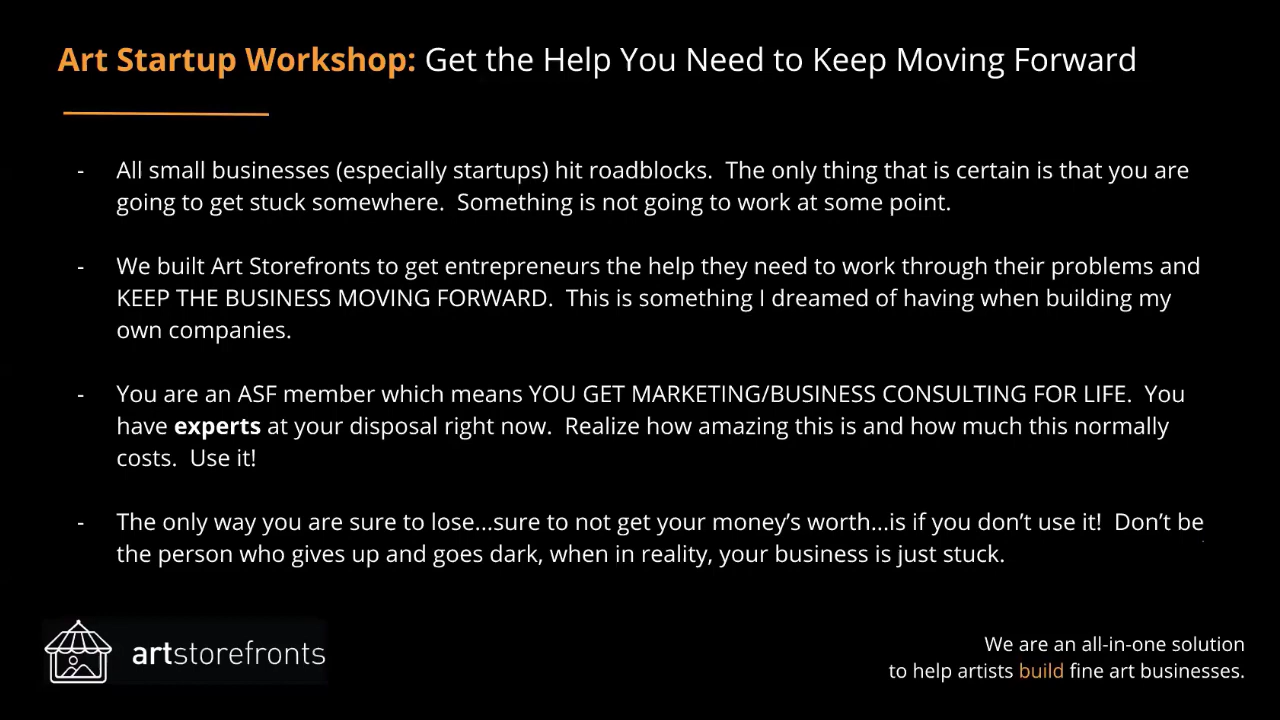 Art Startup Workshop: Get the Help You Need to Keep Moving Forward
- All small businesses (especially startups) hit roadblocks.  The only thing that is certain is that you are
going to get stuck somewhere.  Something is not going to work at some point.
- We built Art Storefronts to get entrepreneurs the help they need to work through their problems and
KEEP THE BUSINESS MOVING FORWARD.  This is something I dreamed of having when building my
own companies.
- You are an ASF member which means YOU GET MARKETING/BUSINESS CONSULTING FOR LIFE.  You
have experts at your disposal right now.  Realize how amazing this is and how much this normally
costs.  Use it!
- The only way you are sure to lose...sure to not get your money’s worth...is if you don’t use it!  Don’t be
the person who gives up and goes dark, when in reality, your business is just stuck.
artstorefronts
We are an all-in-one solution
to help artists build fine art businesses.